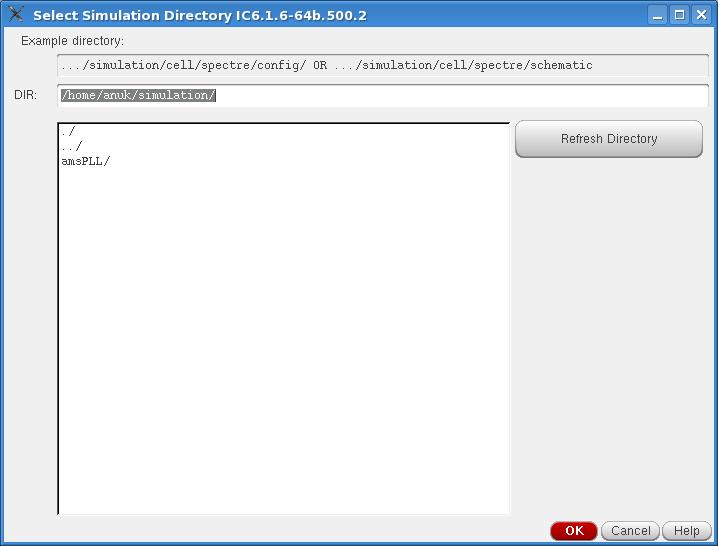 Select Simulation Directory IC6.1.6-64b.500.2
Example directory:
.../simulation/cell/spectre/config/ OR .../simulation/cell/spectre/schematic
DIR: /home/anuk/simulation/
./
../
amsPLL/
Refresh Directory
OK Cancel Help